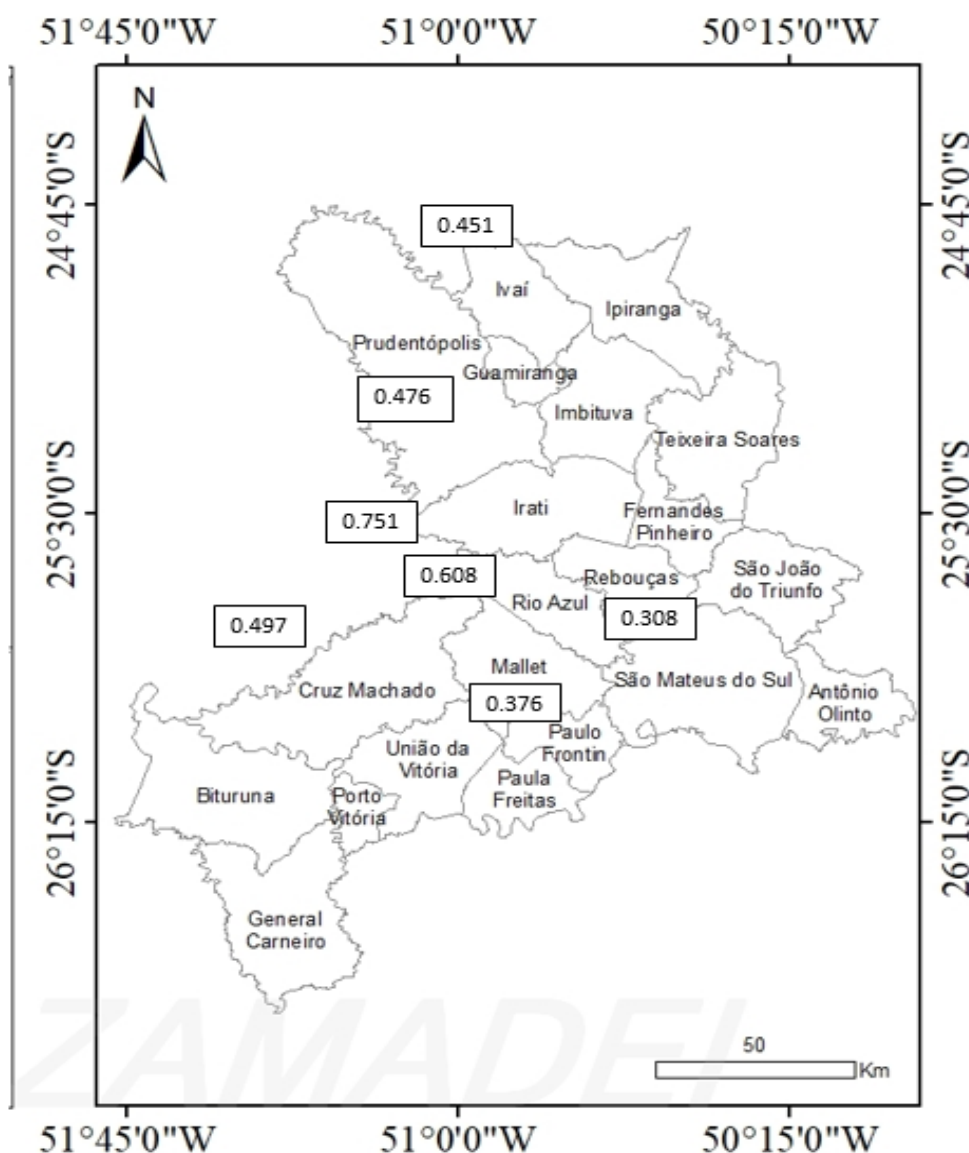 51°45'0"W 51°0'0"W 50°15'0"W
N
24°45'0"S
24°45'0"S
0.451
Ivaí
Ipiranga
Prudentópolis
Guamiranga
0.476
Imbituva
Teixeira Soares
25°30'0"S
25°30'0"S
0.751
Irati
Fernandes
Pinheiro
0.608
Rebouças
São João
do Triunfo
Rio Azul
0.308
0.497
Mallet
São Mateus do Sul
Cruz Machado
Antônio
Olinto
0.376
Paulo
Frontin
União da
Vitória
Paula
Freitas
Bituruna
Porto
Vitória
26°15'0"S
26°15'0"S
General
Carneiro
ZAMADEI
50
Km
51°45'0"W 51°0'0"W 50°15'0"W